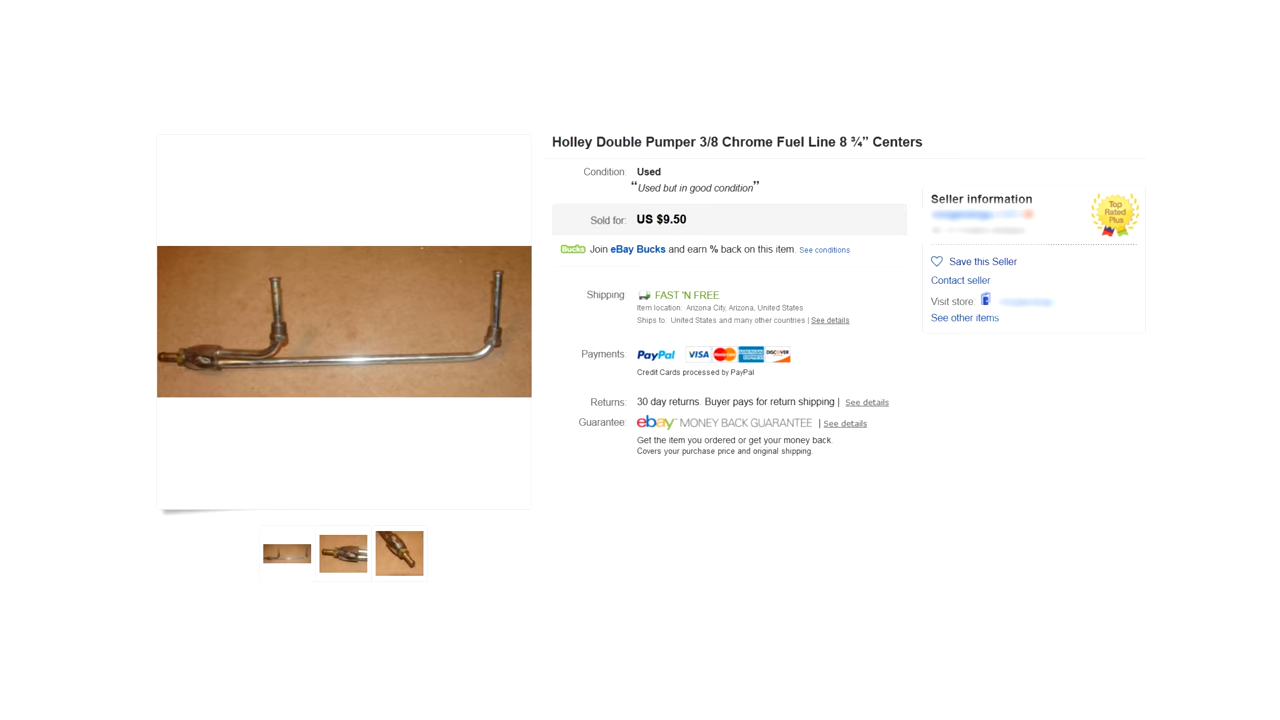 Holley Double Pumper 3/8 Chrome Fuel Line 8 ¾” Centers
Condition: Used
“Used but in good condition”
Sold for: US $9.50
Bucks Join eBay Bucks and earn % back on this item. See conditions
Shipping: FAST 'N FREE
Item location: Arizona City, Arizona, United States
Ships to: United States and many other countries | See details
Payments: PayPal VISA MasterCard AMERICAN EXPRESS DISCOVER
Credit Cards processed by PayPal
Returns: 30 day returns. Buyer pays for return shipping | See details
Guarantee: ebay MONEY BACK GUARANTEE | See details
Get the item you ordered or get your money back.
Covers your purchase price and original shipping.
Seller information
Top Rated Plus
Save this Seller
Contact seller
Visit store:
See other items